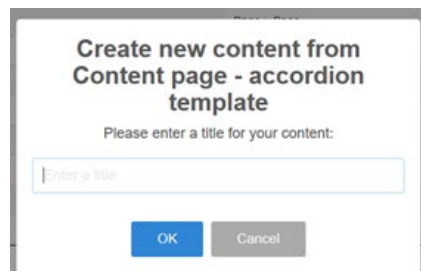 Create new content from
Content page - accordion
template
Please enter a title for your content:
Enter a title
OK
Cancel